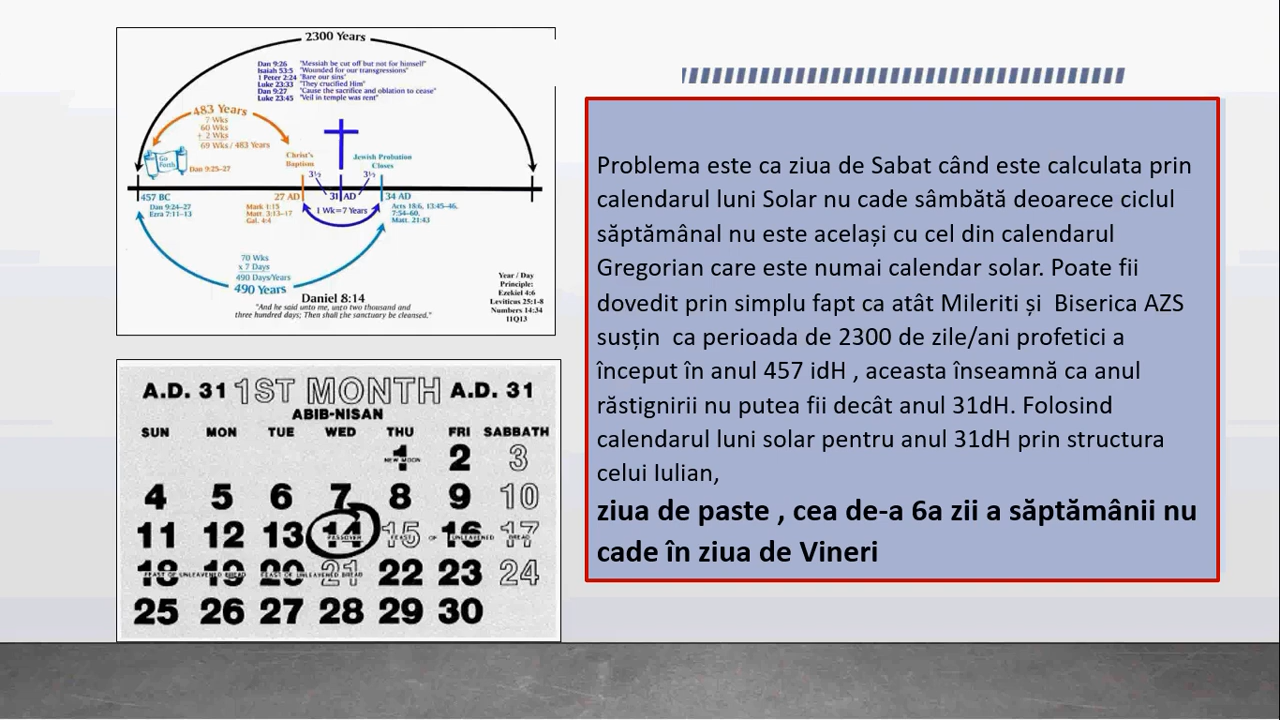 2300 Years
Dan 9:26 "Messiah be cut off but not for himself"
Isaiah 53:5 "Wounded for our transgressions"
1 Peter 2:24 "Bare our sins"
Luke 23:33 "They crucified Him"
Dan 9:27 "Cause the sacrifice and oblation to cease"
Luke 23:45 "Veil in temple was rent"
483 Years
7 Wks
60 Wks
+ 2 Wks
69 Wks / 483 Years
Go
Forth
Dan 9:25-27
Christ's
Baptism
Jewish Probation
Closes
3½ 3½
457 BC 27 AD 31 AD 34 AD
Dan 9:24-27
Ezra 7:11-13
Mark 1:15
Matt. 3:13-17
Gal. 4:4
1 Wk=7 Years
Acts 18:6, 13:45-46,
7:54-60,
Matt. 21:43
70 Wks
x 7 Days
490 Days/Years
490 Years
Year / Day
Principle:
Ezekiel 4:6
Leviticus 25:1-8
Numbers 14:34
11Q13
Daniel 8:14
"And he said unto me, unto two thousand and
three hundred days; Then shall the sanctuary be cleansed."
A.D. 31 1ST MONTH A.D. 31
ABIB-NISAN
SUN MON TUE WED THU FRI SABBATH
1 2 3
NEW MOON
4 5 6 7 8 9 10
11 12 13 14 15 16 17
PASSOVER FEAST OF UNLEAVENED BREAD
18 19 20 21 22 23 24
FEAST OF UNLEAVENED BREAD FEAST OF UNLEAVENED BREAD
25 26 27 28 29 30
Problema este ca ziua de Sabat când este calculata prin
calendarul luni Solar nu cade sâmbătă deoarece ciclul
săptămânal nu este același cu cel din calendarul
Gregorian care este numai calendar solar. Poate fii
dovedit prin simplu fapt ca atât Mileriti și Biserica AZS
susțin ca perioada de 2300 de zile/ani profetici a
început în anul 457 idH , aceasta înseamnă ca anul
răstignirii nu putea fii decât anul 31dH. Folosind
calendarul luni solar pentru anul 31dH prin structura
celui Iulian,
ziua de paste , cea de-a 6a zii a săptămânii nu
cade în ziua de Vineri